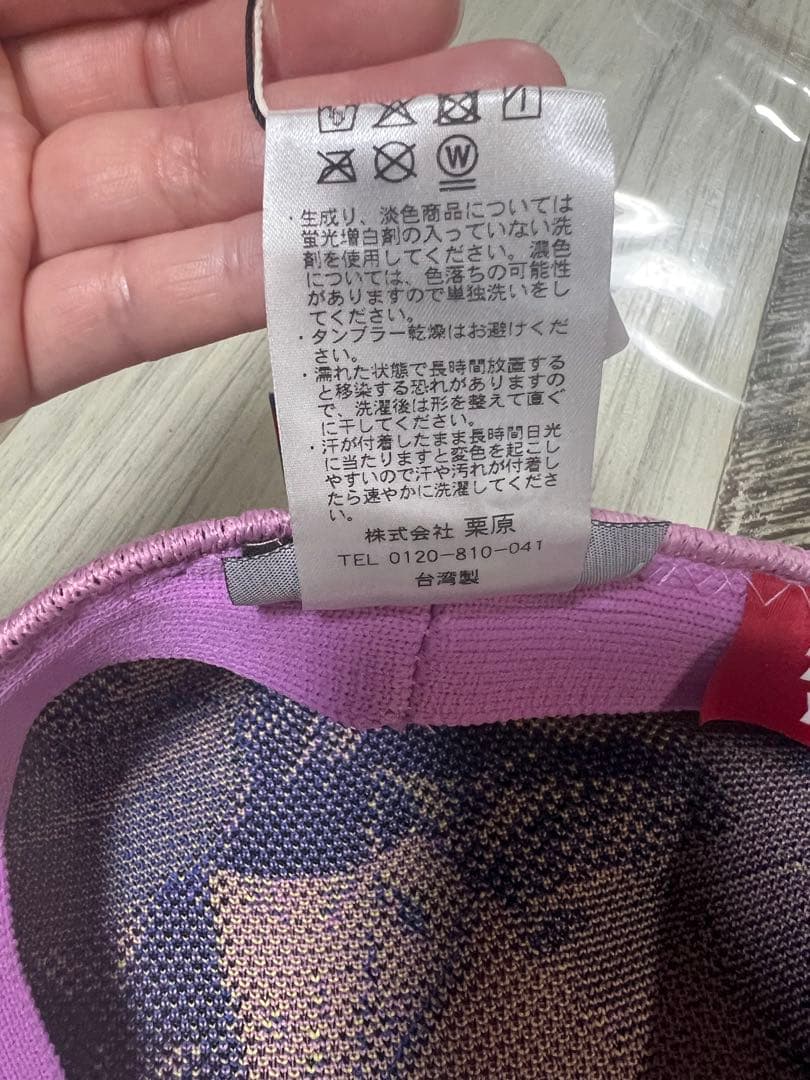 W
・生成り、淡色商品については
蛍光増白剤の入っていない洗
剤を使用してください。濃色
については、色落ちの可能性
がありますので単独洗いをし
てください。
・タンブラー乾燥はお避けくだ
さい。
・濡れた状態で長時間放置する
と移染する恐れがありますの
で、洗濯後は形を整えて直ぐ
に干してください。
・汗が付着したまま長時間日光
に当たりますと変色を起こし
やすいので汗や汚れが付着し
たら速やかに洗濯してくださ
い。
株式会社 栗原
TEL 0120-810-041
台湾製